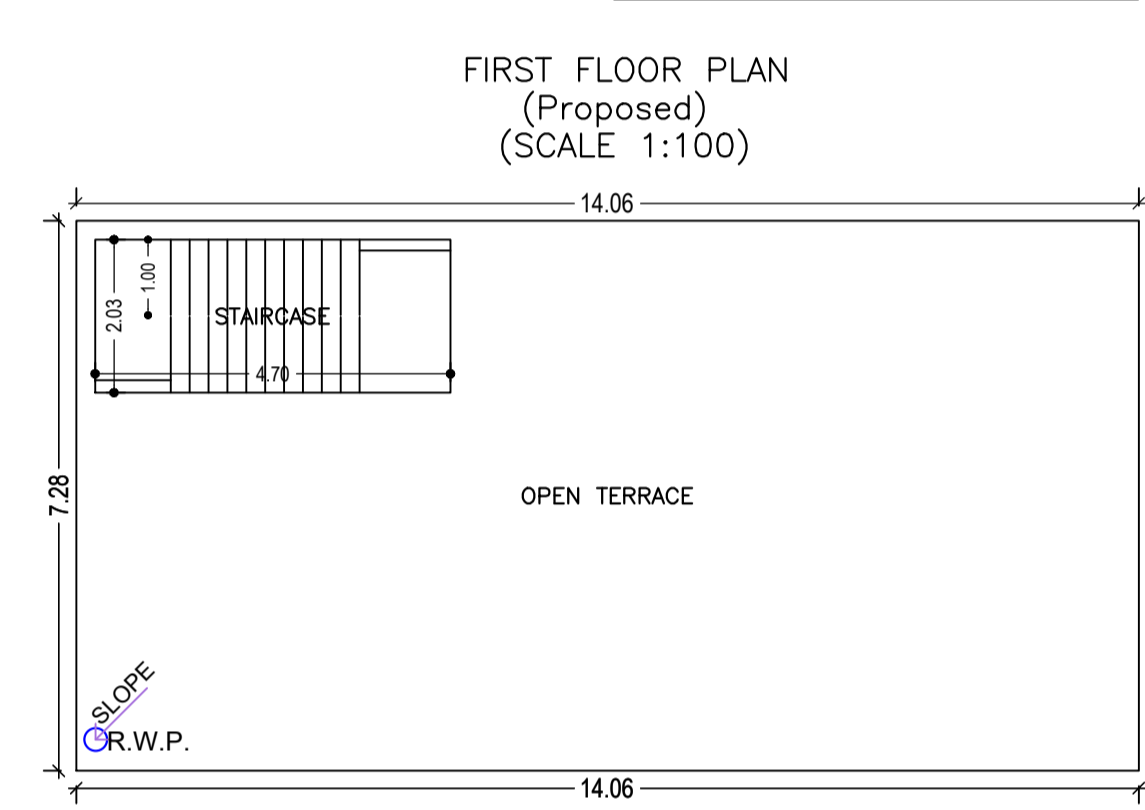 FIRST FLOOR PLAN
(Proposed)
(SCALE 1:100)
14.06
1.00
2.03
STAIRCASE
4.70
7.28
OPEN TERRACE
SLOPE
R.W.P.
14.06